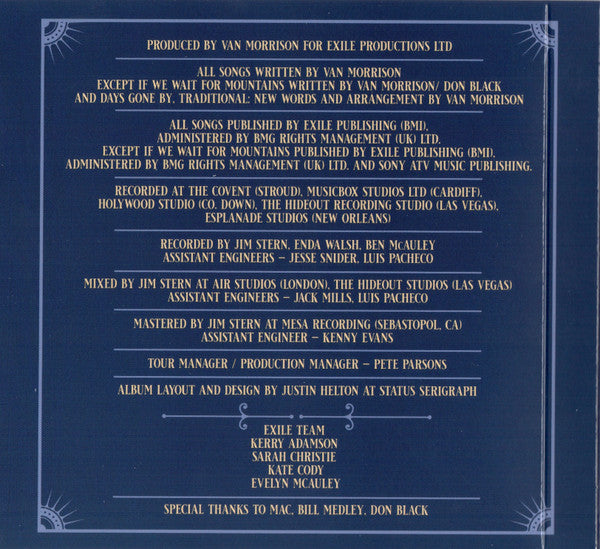 PRODUCED BY VAN MORRISON FOR EXILE PRODUCTIONS LTD
ALL SONGS WRITTEN BY VAN MORRISON
EXCEPT IF WE WAIT FOR MOUNTAINS WRITTEN BY VAN MORRISON/ DON BLACK
AND DAYS GONE BY, TRADITIONAL: NEW WORDS AND ARRANGEMENT BY VAN MORRISON
ALL SONGS PUBLISHED BY EXILE PUBLISHING (BMI),
ADMINISTERED BY BMG RIGHTS MANAGEMENT (UK) LTD.
EXCEPT IF WE WAIT FOR MOUNTAINS PUBLISHED BY EXILE PUBLISHING (BMI),
ADMINISTERED BY BMG RIGHTS MANAGEMENT (UK) LTD. AND SONY ATV MUSIC PUBLISHING.
RECORDED AT THE COVENT (STROUD), MUSICBOX STUDIOS LTD (CARDIFF),
HOLYWOOD STUDIO (CO. DOWN), THE HIDEOUT RECORDING STUDIO (LAS VEGAS),
ESPLANADE STUDIOS (NEW ORLEANS)
RECORDED BY JIM STERN, ENDA WALSH, BEN McAULEY
ASSISTANT ENGINEERS – JESSE SNIDER, LUIS PACHECO
MIXED BY JIM STERN AT AIR STUDIOS (LONDON), THE HIDEOUT STUDIOS (LAS VEGAS)
ASSISTANT ENGINEERS – JACK MILLS, LUIS PACHECO
MASTERED BY JIM STERN AT MESA RECORDING (SEBASTOPOL, CA)
ASSISTANT ENGINEER – KENNY EVANS
TOUR MANAGER / PRODUCTION MANAGER – PETE PARSONS
ALBUM LAYOUT AND DESIGN BY JUSTIN HELTON AT STATUS SERIGRAPH
EXILE TEAM
KERRY ADAMSON
SARAH CHRISTIE
KATE CODY
EVELYN MCAULEY
SPECIAL THANKS TO MAC, BILL MEDLEY, DON BLACK